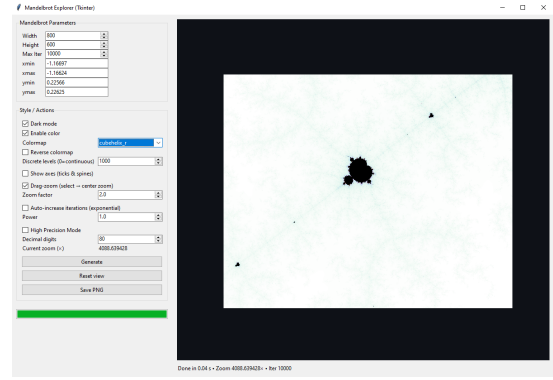 Mandelbrot Explorer (Tkinter)
Mandelbrot Parameters
Width 800
Height 600
Max Iter 10000
xmin -1.16697
xmax -1.16624
ymin 0.22566
ymax 0.22625
Style / Actions
Dark mode
Enable color
Colormap cubehelix_r
Reverse colormap
Discrete levels (0=continuous) 1000
Show axes (ticks & spines)
Drag-zoom (select → center zoom)
Zoom factor 2.0
Auto-increase iterations (exponential)
Power 1.0
High Precision Mode
Decimal digits 80
Current zoom (×) 4088.639428
Generate
Reset view
Save PNG
Done in 0.04 s • Zoom 4088.639428× • Iter 10000